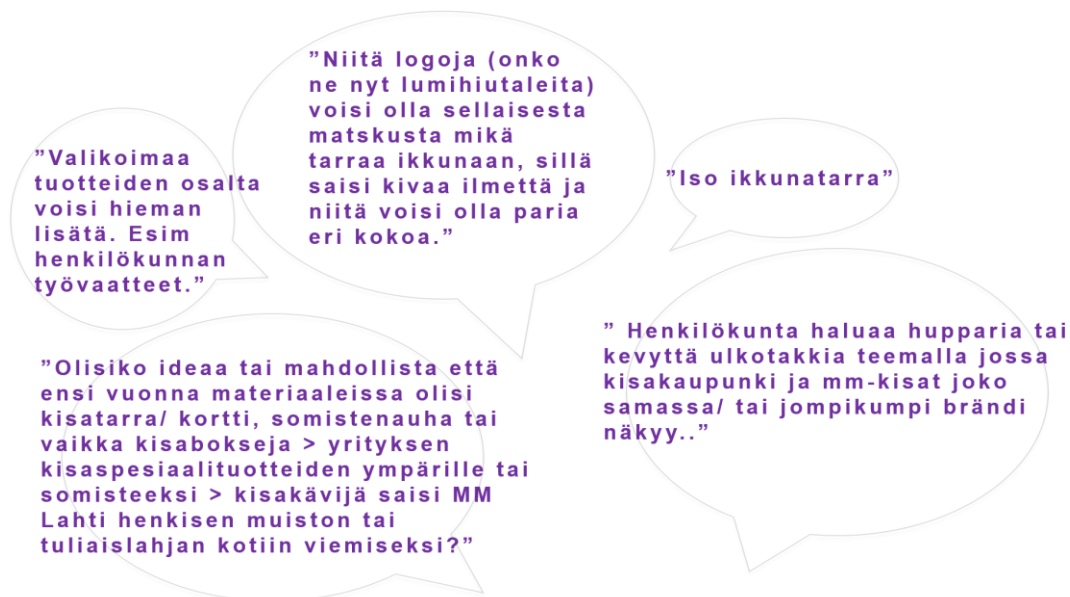 ”Niitä logoja (onko
ne nyt lumihiutaleita)
voisi olla sellaisesta
matskusta mikä
tarraa ikkunaan, sillä
saisi kivaa ilmettä ja
niitä voisi olla paria
eri kokoa.”
”Valikoimaa
tuotteiden osalta
voisi hieman
lisätä. Esim
henkilökunnan
työvaatteet.”
”Iso ikkunatarra”
”Olisiko ideaa tai mahdollista että
ensi vuonna materiaaleissa olisi
kisatarra/ kortti, somistenauha tai
vaikka kisabokseja > yrityksen
kisaspesiaalituotteiden ympärille tai
somisteeksi > kisakävijä saisi MM
Lahti henkisen muiston tai
tuliaislahjan kotiin viemiseksi?”
” Henkilökunta haluaa hupparia tai
kevyttä ulkotakkia teemalla jossa
kisakaupunki ja mm-kisat joko
samassa/ tai jompikumpi brändi
näkyy..”